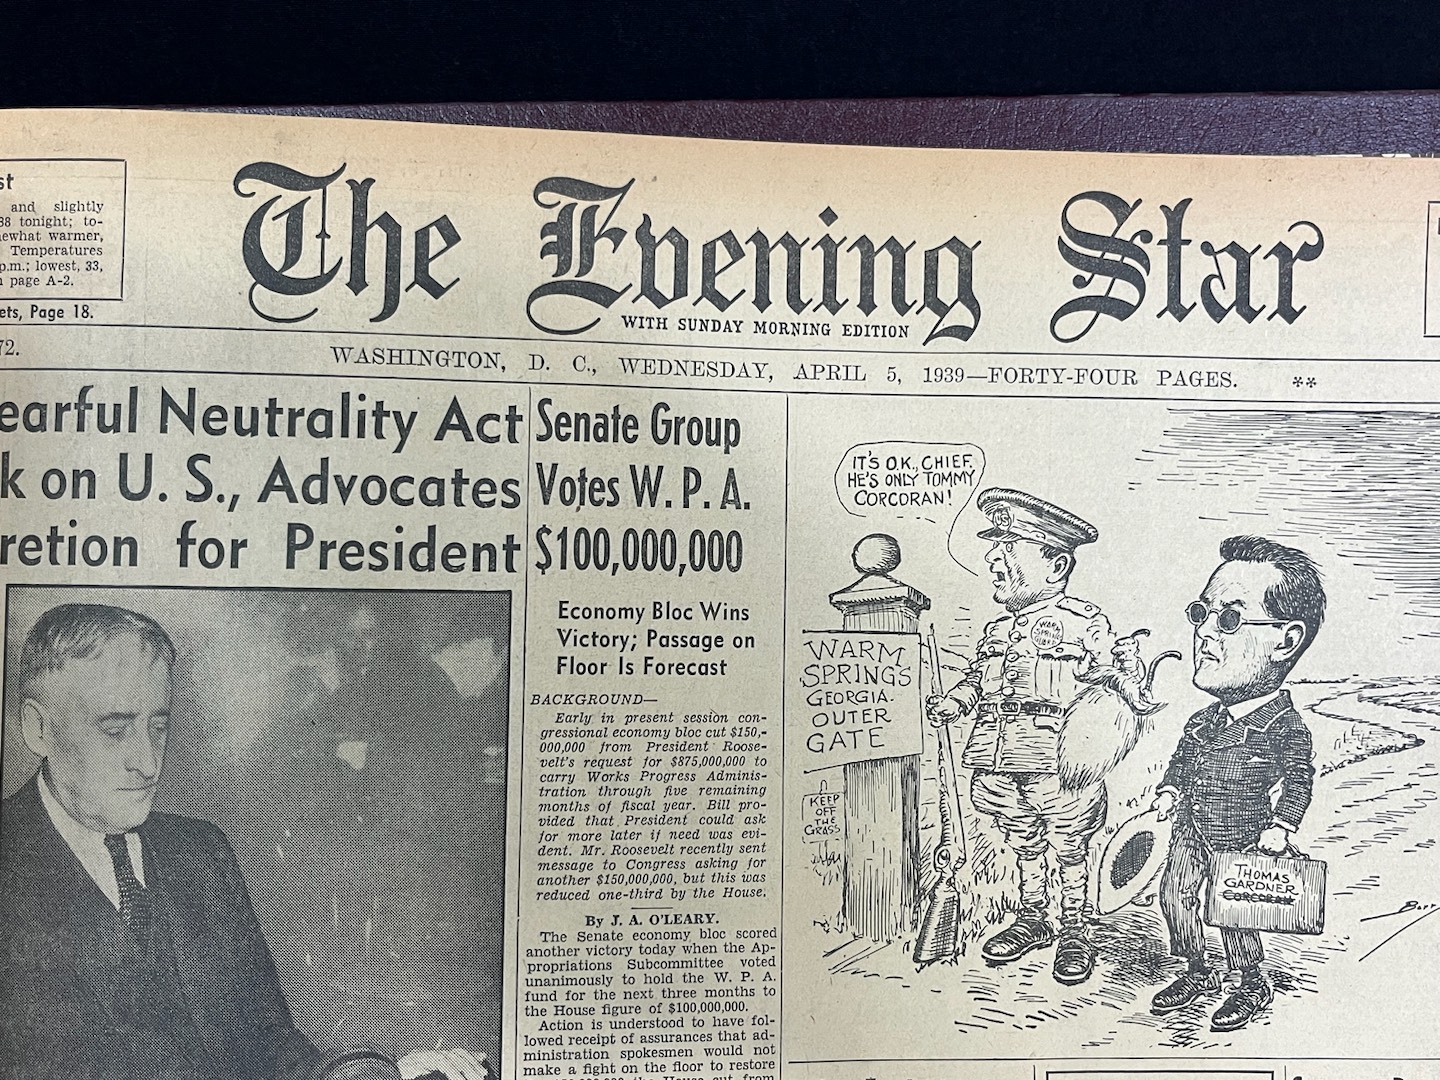 st
and slightly
38 tonight; to-
ewhat warmer,
Temperatures
p.m.; lowest, 33,
page A-2.
ets, Page 18.
The Evening Star
WITH SUNDAY MORNING EDITION
72.
WASHINGTON, D. C., WEDNESDAY, APRIL 5, 1939—FORTY-FOUR PAGES. **
earful Neutrality Act
k on U. S., Advocates
retion for President
Senate Group
Votes W. P. A.
$100,000,000
Economy Bloc Wins
Victory; Passage on
Floor Is Forecast
BACKGROUND—
Early in present session con-
gressional economy bloc cut $150,-
000,000 from President Roose-
velt's request for $875,000,000 to
carry Works Progress Adminis-
tration through five remaining
months of fiscal year. Bill pro-
vided that President could ask
for more later if need was evi-
dent. Mr. Roosevelt recently sent
message to Congress asking for
another $150,000,000, but this was
reduced one-third by the House.
By J. A. O'LEARY.
The Senate economy bloc scored
another victory today when the Ap-
propriations Subcommittee voted
unanimously to hold the W. P. A.
fund for the next three months to
the House figure of $100,000,000.
Action is understood to have fol-
lowed receipt of assurances that ad-
ministration spokesmen would not
make a fight on the floor to restore
the House cut from
IT'S O.K., CHIEF.
HE'S ONLY TOMMY
CORCORAN!
US
WARM
SPRINGS
WARM
SPRINGS
GEORGIA.
OUTER
GATE
KEEP
OFF
THE
GRASS
THOMAS
GARDNER
CORCORAN